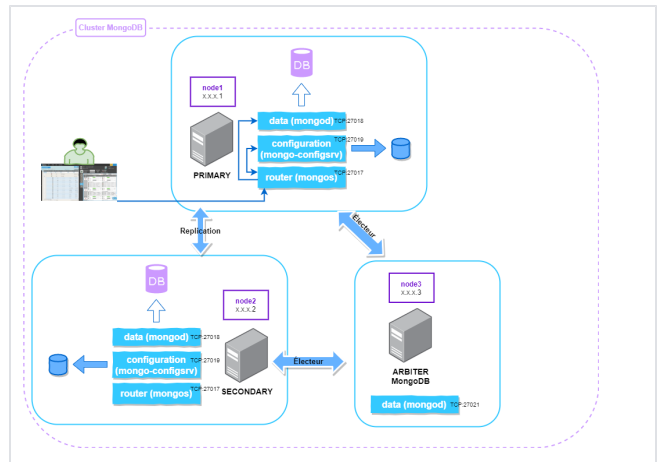 Cluster MongoDB
DB
node1
x.x.x.1
data (mongod)
TCP:27018
configuration
(mongo-configsrv)
TCP:27019
router (mongos)
TCP:27017
PRIMARY
Replication
Électeur
DB
node2
x.x.x.2
data (mongod)
TCP:27018
configuration
(mongo-configsrv)
TCP:27019
router (mongos)
TCP:27017
SECONDARY
Électeur
node3
x.x.x.3
ARBITER
MongoDB
data (mongod)
TCP:27021